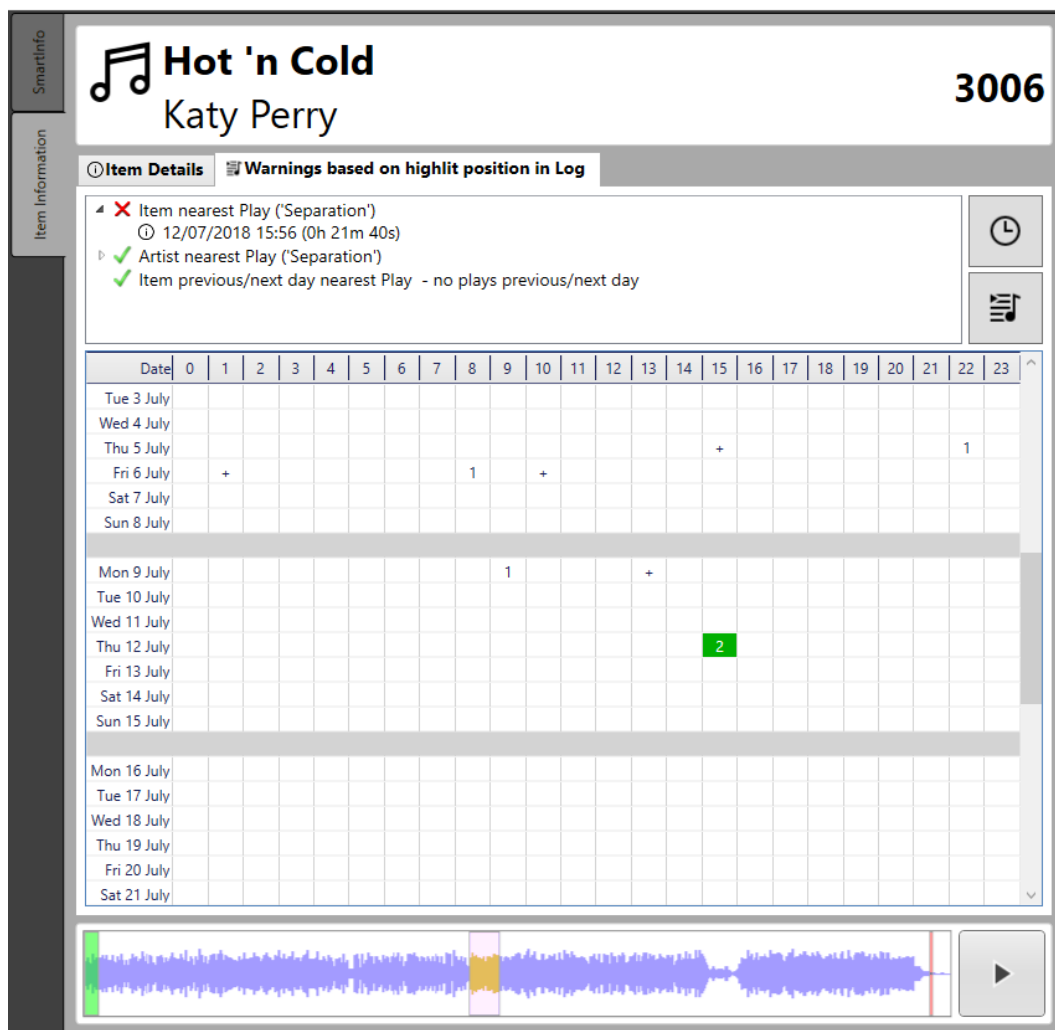 SmartInfo
Item Information
Hot 'n Cold
Katy Perry
3006
Item Details
Warnings based on highlit position in Log
Item nearest Play ('Separation')
12/07/2018 15:56 (0h 21m 40s)
Artist nearest Play ('Separation')
Item previous/next day nearest Play - no plays previous/next day
Date 0 1 2 3 4 5 6 7 8 9 10 11 12 13 14 15 16 17 18 19 20 21 22 23
Tue 3 July
Wed 4 July
Thu 5 July + 1
Fri 6 July + 1 +
Sat 7 July
Sun 8 July
Mon 9 July 1 +
Tue 10 July
Wed 11 July
Thu 12 July 2
Fri 13 July
Sat 14 July
Sun 15 July
Mon 16 July
Tue 17 July
Wed 18 July
Thu 19 July
Fri 20 July
Sat 21 July